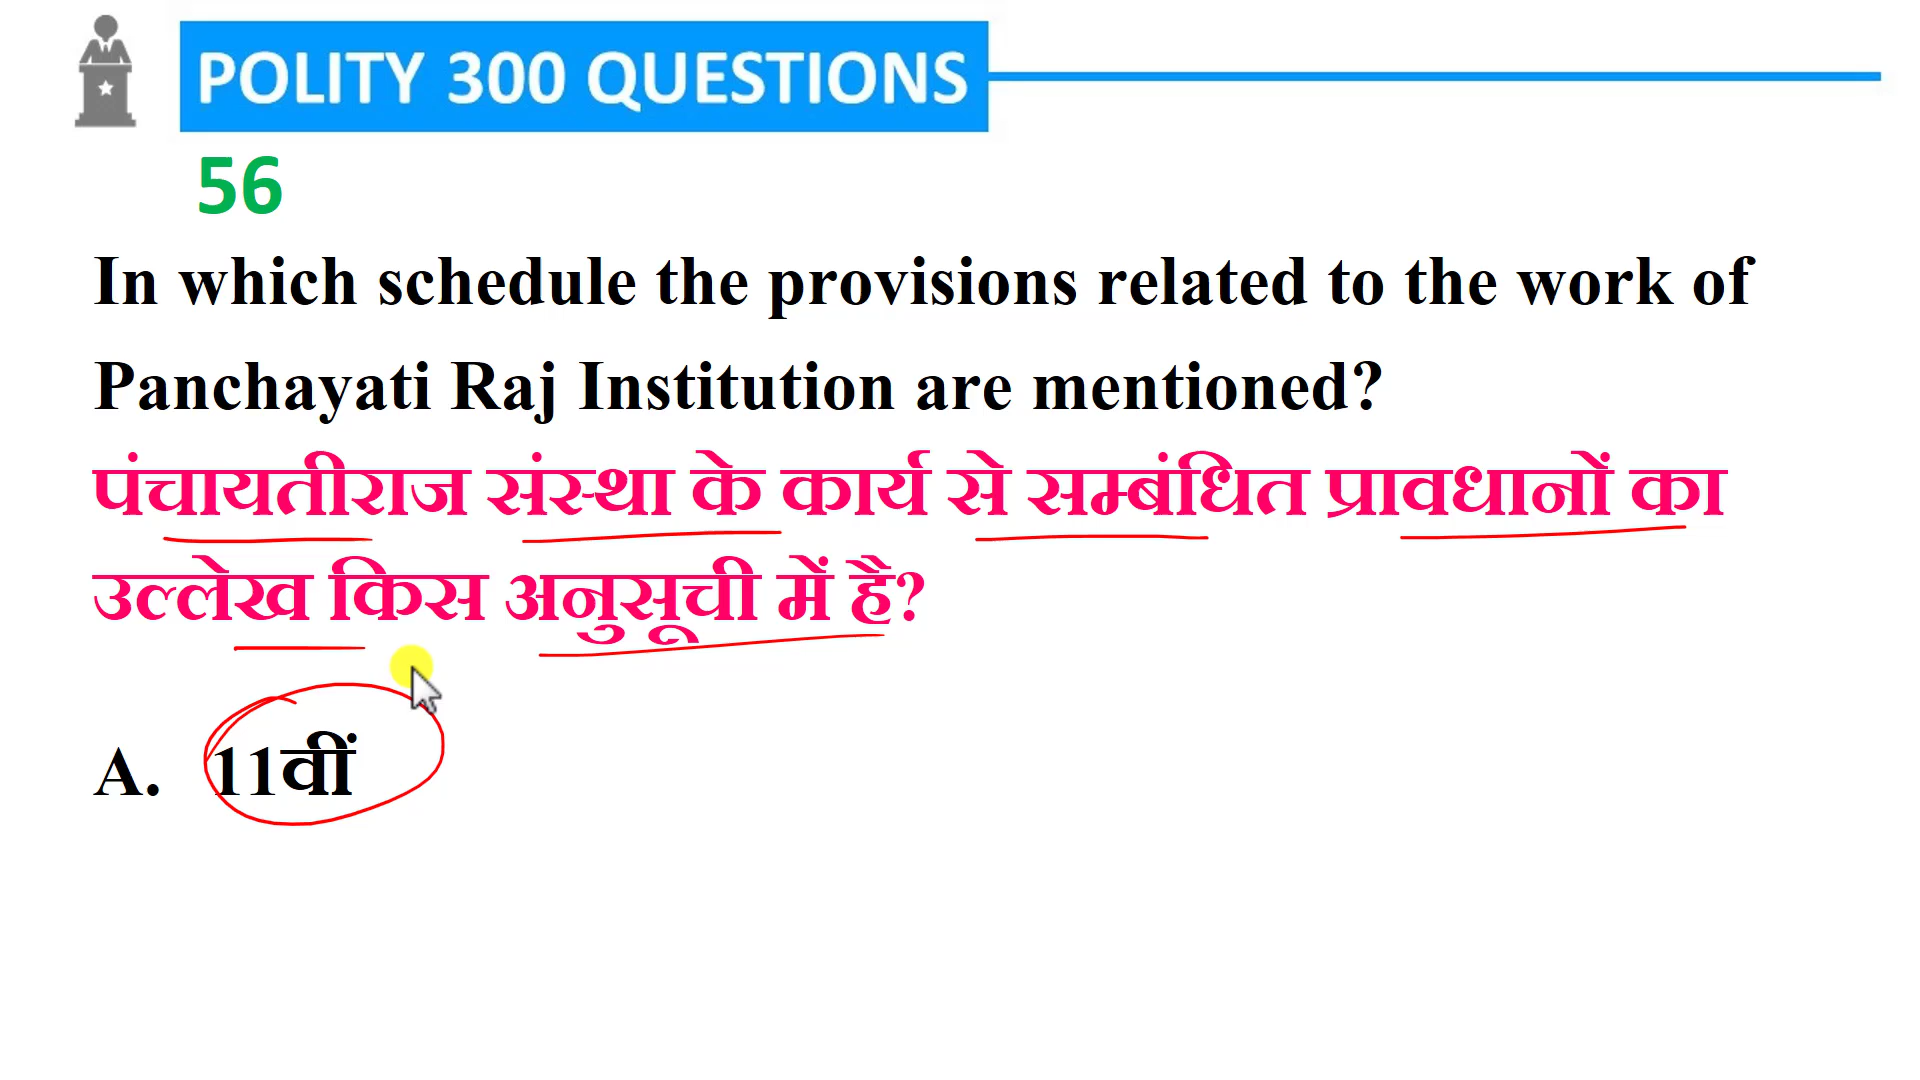 POLITY 300 QUESTIONS
56
In which schedule the provisions related to the work of
Panchayati Raj Institution are mentioned?
पंचायतीराज संस्था के कार्य से सम्बंधित प्रावधानों का
उल्लेख किस अनुसूची में है?
A. 11वीं